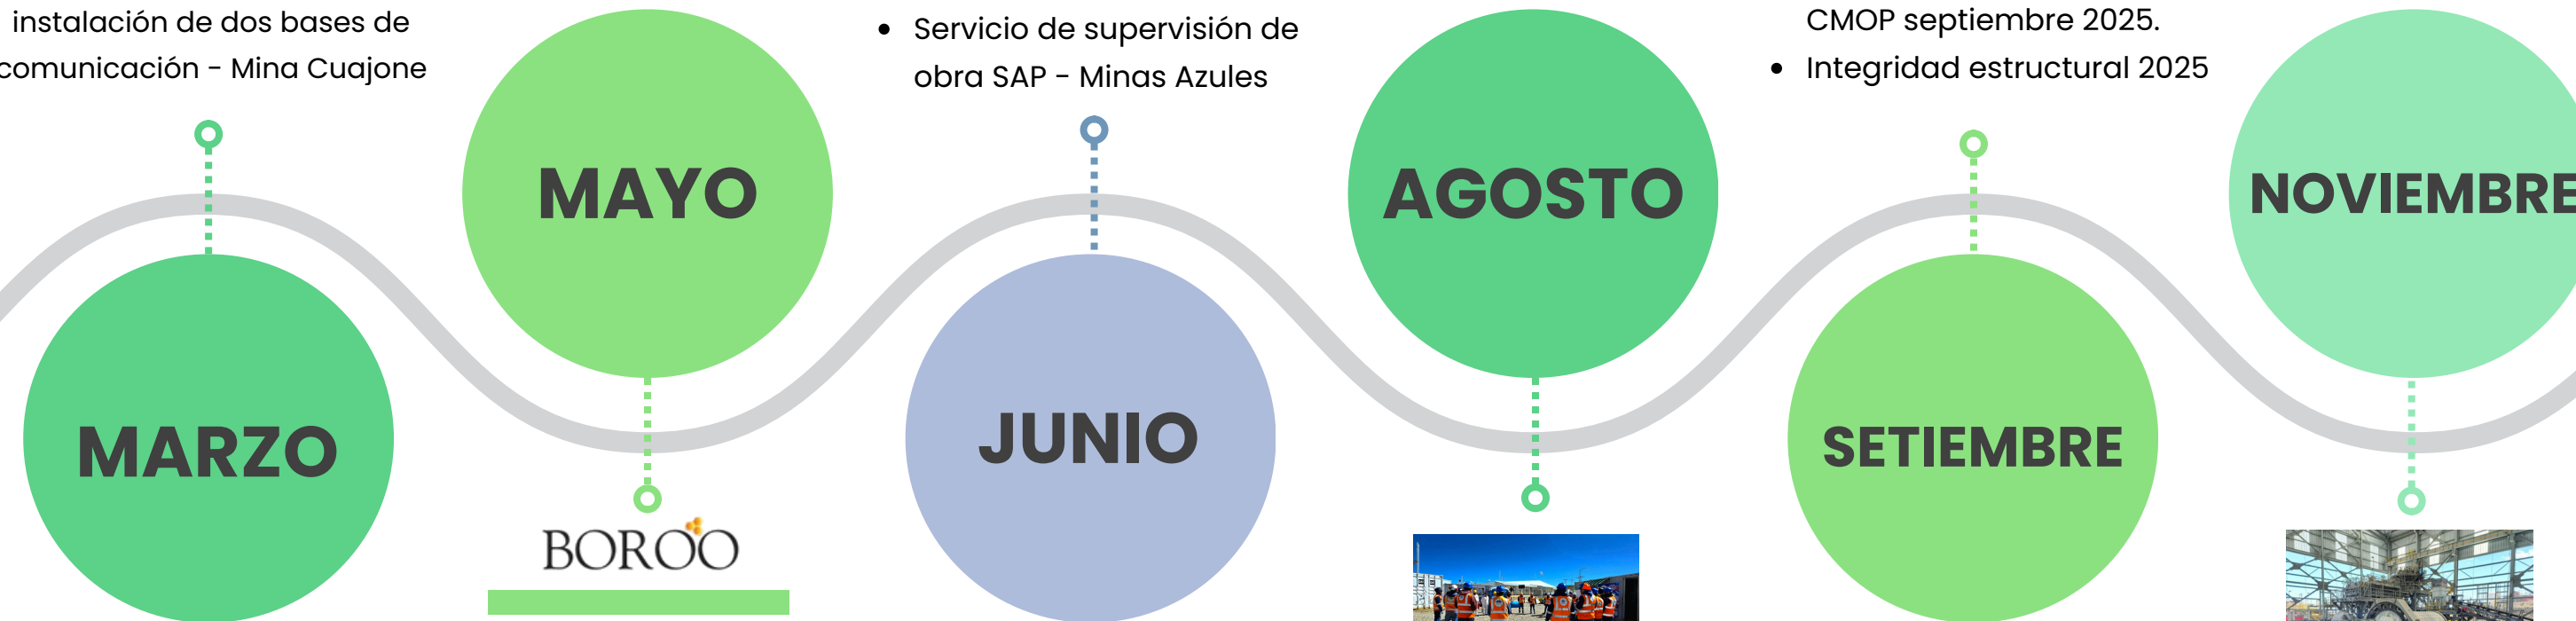 instalación de dos bases de
comunicación - Mina Cuajone
MARZO
MAYO
BOROO
• Servicio de supervisión de
obra SAP - Minas Azules
JUNIO
AGOSTO
CMOP septiembre 2025.
• Integridad estructural 2025
SETIEMBRE
NOVIEMBRE